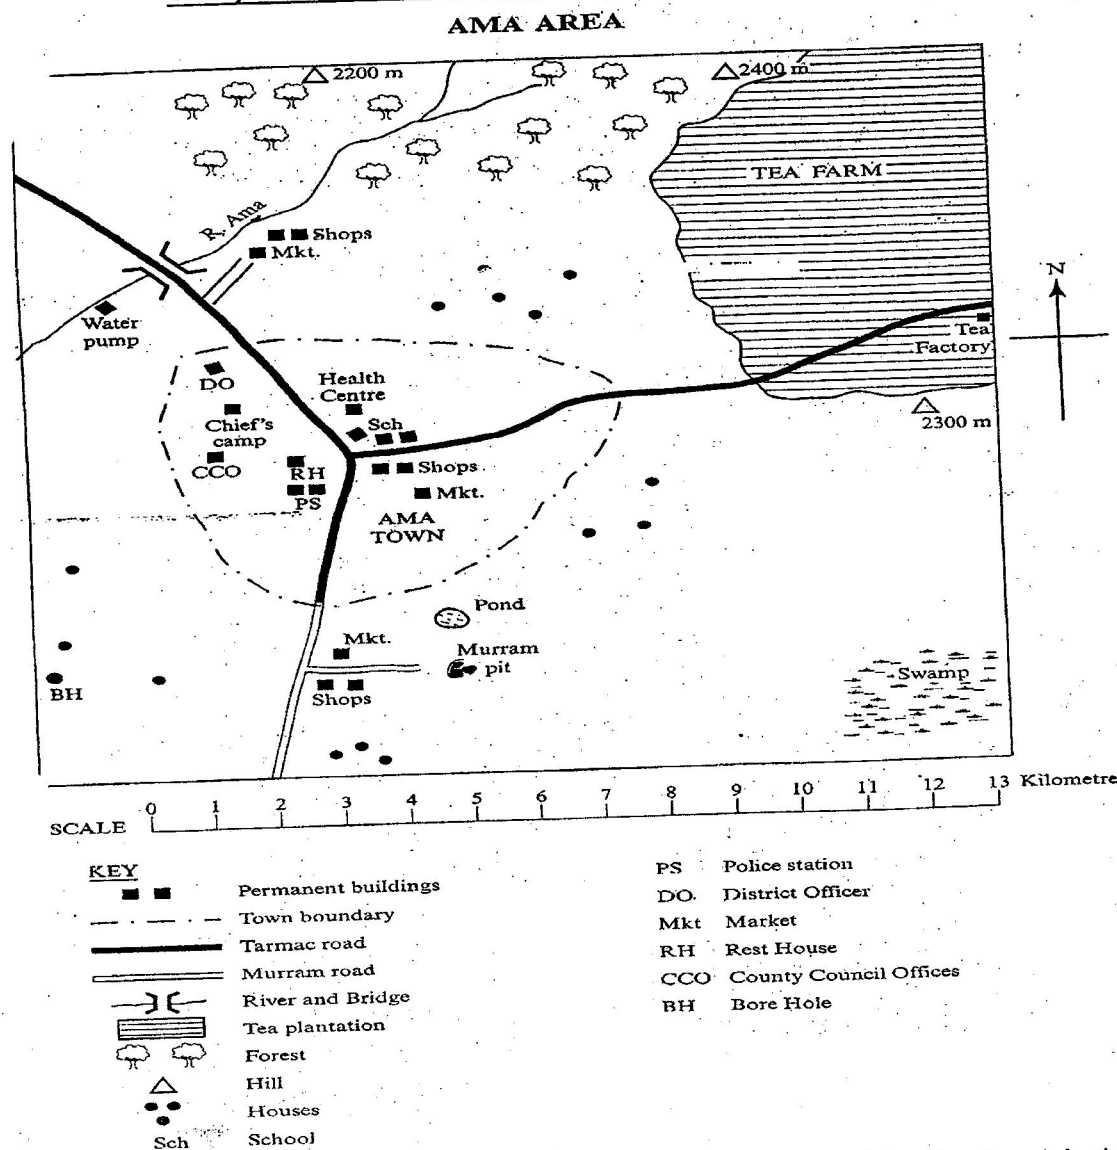 AMA AREA
2200 m
2400 m
TEA FARM
R. Ama
Shops
Mkt.
N
Water
pump
Tea
Factory
DO
Health
Centre
Chief's
camp
Sch
2300 m
CCO
RH
Shops
PS
Mkt.
AMA
TOWN
Pond
Mkt.
Murram
pit
BH
Shops
Swamp
0 1 2 3 4 5 6 7 8 9 10 11 12 13 Kilometre
SCALE
KEY
Permanent buildings
Town boundary
Tarmac road
Murram road
River and Bridge
Tea plantation
Forest
Hill
Houses
Sch School
PS Police station
DO. District Officer
Mkt Market
RH Rest House
CCO County Council Offices
BH Bore Hole